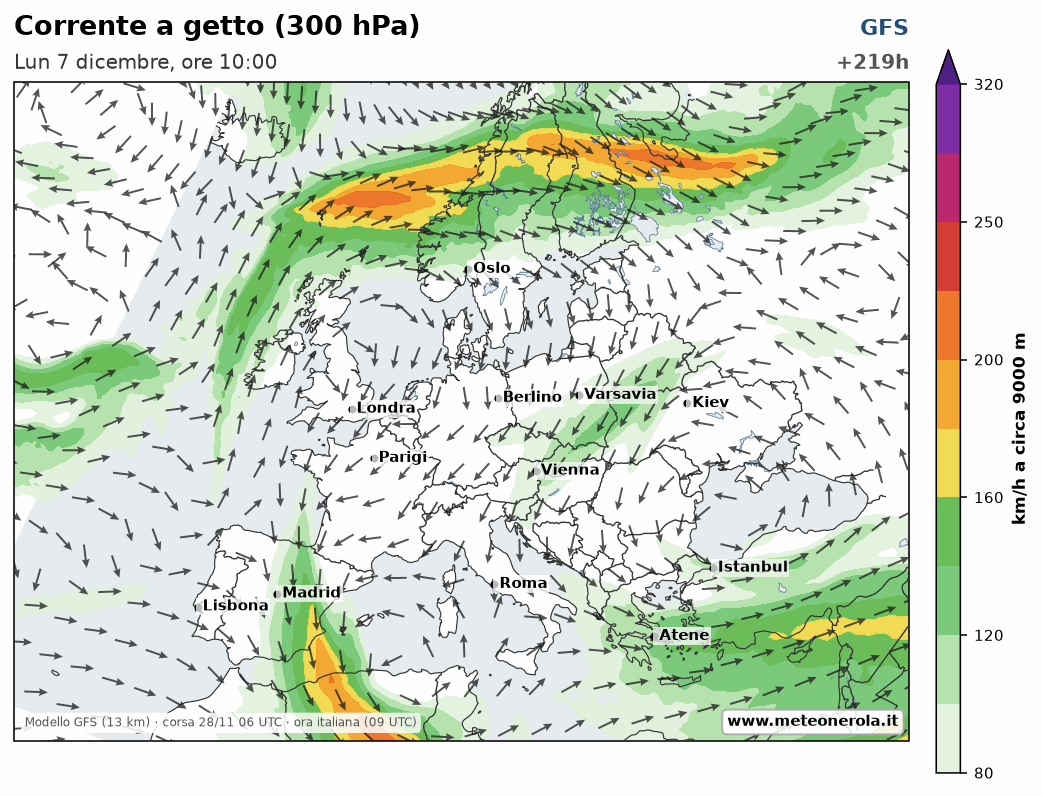 Corrente a getto (300 hPa)
GFS
Lun 7 dicembre, ore 10:00
+219h
320
250
200
160
120
80
km/h a circa 9000 m
Oslo
Berlino
Varsavia
Kiev
Londra
Parigi
Vienna
Istanbul
Roma
Madrid
Lisbona
Atene
Modello GFS (13 km) · corsa 28/11 06 UTC · ora italiana (09 UTC)
www.meteonerola.it